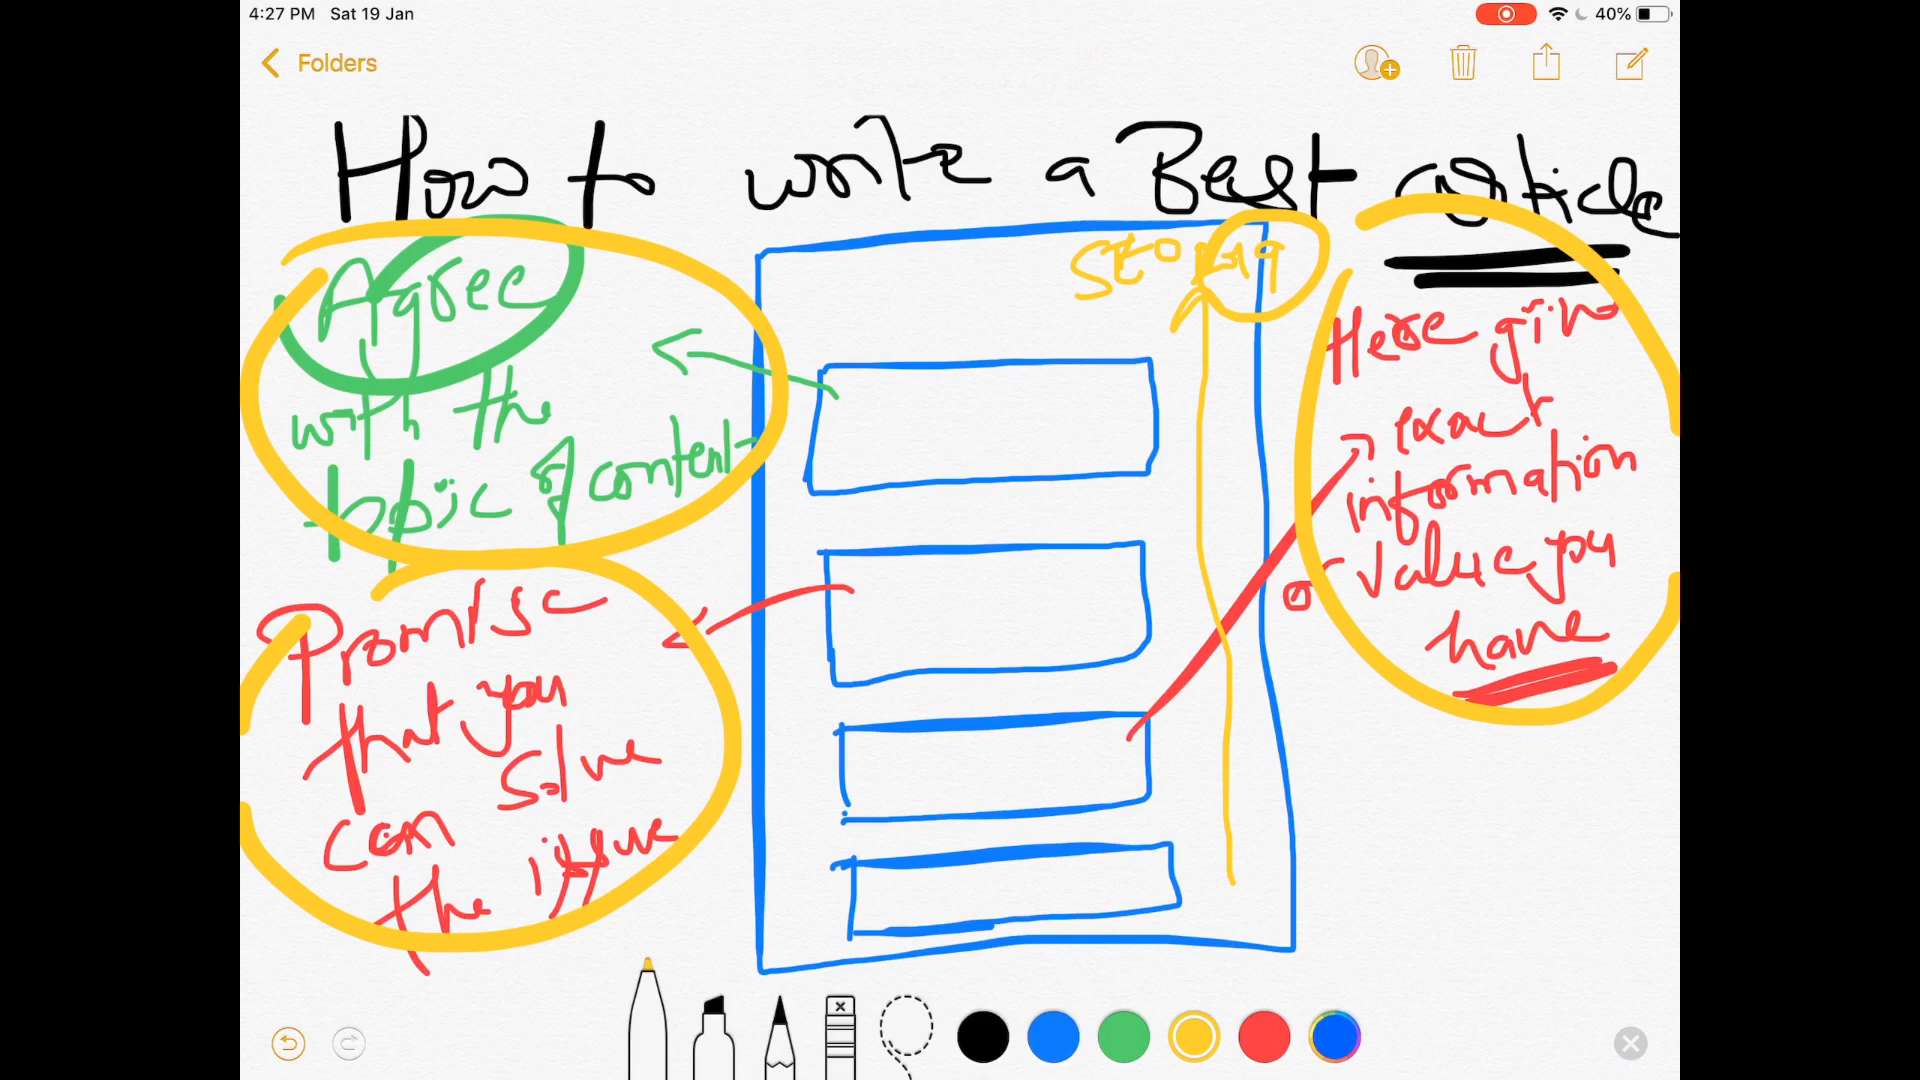 4:27 PM Sat 19 Jan
40%
Folders
How to write a Best article
Agree
with the
topic of content
Promise
that you
can solve
the issue
Here give
exact
information
or value you
have